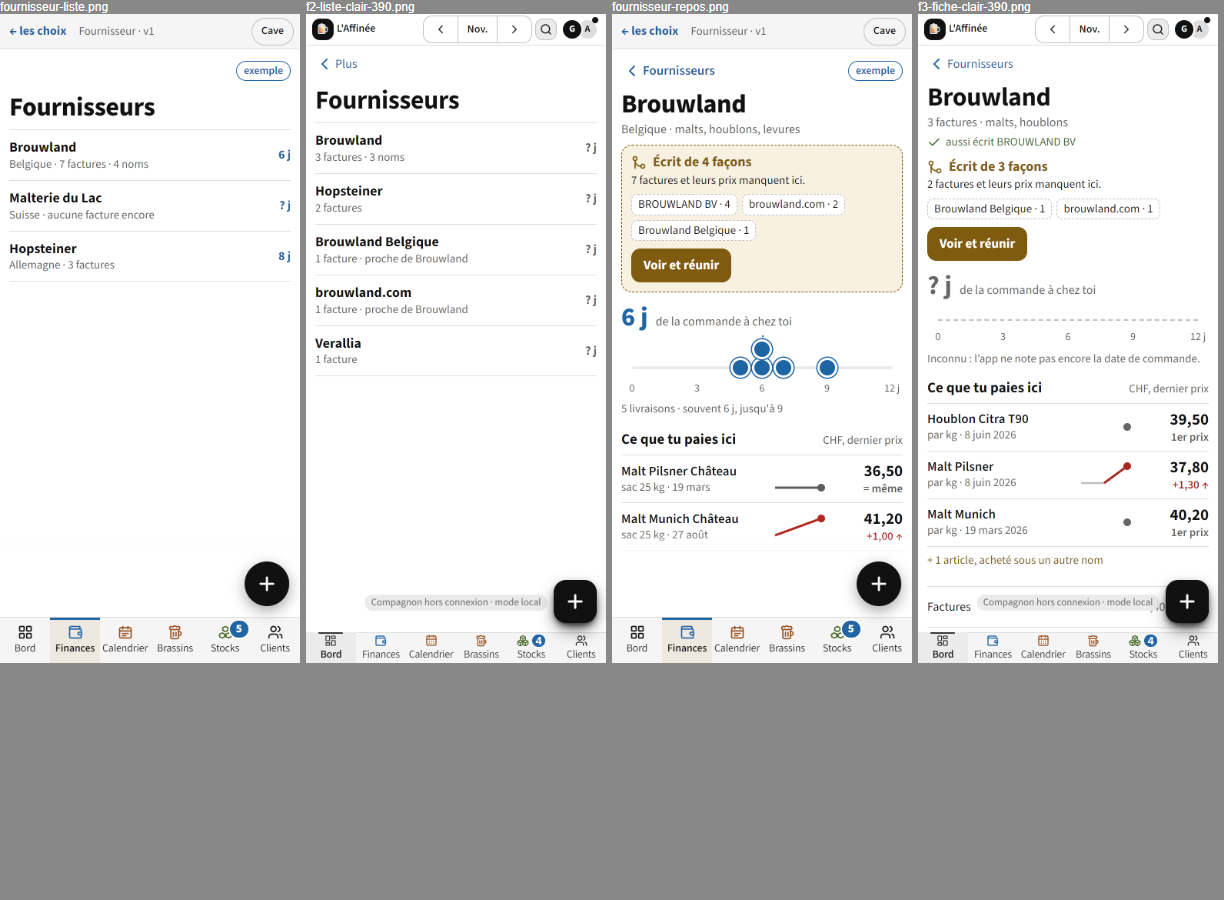 fournisseur-liste.png
← les choix Fournisseur · v1 Cave
exemple
Fournisseurs
Brouwland
Belgique · 7 factures · 4 noms
6 j
Malterie du Lac
Suisse · aucune facture encore
? j
Hopsteiner
Allemagne · 3 factures
8 j
+
Bord Finances Calendrier Brassins Stocks 5 Clients
f2-liste-clair-390.png
L'Affinée Nov. G A
Plus
Fournisseurs
Brouwland
3 factures · 3 noms
? j
Hopsteiner
2 factures
? j
Brouwland Belgique
1 facture · proche de Brouwland
? j
brouwland.com
1 facture · proche de Brouwland
? j
Verallia
1 facture
? j
Compagnon hors connexion · mode local
+
Bord Finances Calendrier Brassins Stocks 4 Clients
fournisseur-repos.png
← les choix Fournisseur · v1 Cave
Fournisseurs exemple
Brouwland
Belgique · malts, houblons, levures
Écrit de 4 façons
7 factures et leurs prix manquent ici.
BROUWLAND BV · 4 brouwland.com · 2
Brouwland Belgique · 1
Voir et réunir
6 j de la commande à chez toi
0 3 6 9 12 j
5 livraisons · souvent 6 j, jusqu'à 9
Ce que tu paies ici CHF, dernier prix
Malt Pilsner Château 36,50
sac 25 kg · 19 mars = même
Malt Munich Château 41,20
sac 25 kg · 27 août +1,00 ↑
+
Bord Finances Calendrier Brassins Stocks 5 Clients
f3-fiche-clair-390.png
L'Affinée Nov. G A
Fournisseurs
Brouwland
3 factures · malts, houblons
aussi écrit BROUWLAND BV
Écrit de 3 façons
2 factures et leurs prix manquent ici.
Brouwland Belgique · 1 brouwland.com · 1
Voir et réunir
? j de la commande à chez toi
0 3 6 9 12 j
Inconnu : l'app ne note pas encore la date de commande.
Ce que tu paies ici CHF, dernier prix
Houblon Citra T90 39,50
par kg · 8 juin 2026 1er prix
Malt Pilsner 37,80
par kg · 8 juin 2026 +1,30 ↑
Malt Munich 40,20
par kg · 19 mars 2026 1er prix
+ 1 article, acheté sous un autre nom
Factures
Compagnon hors connexion · mode local
+
Bord Finances Calendrier Brassins Stocks 4 Clients